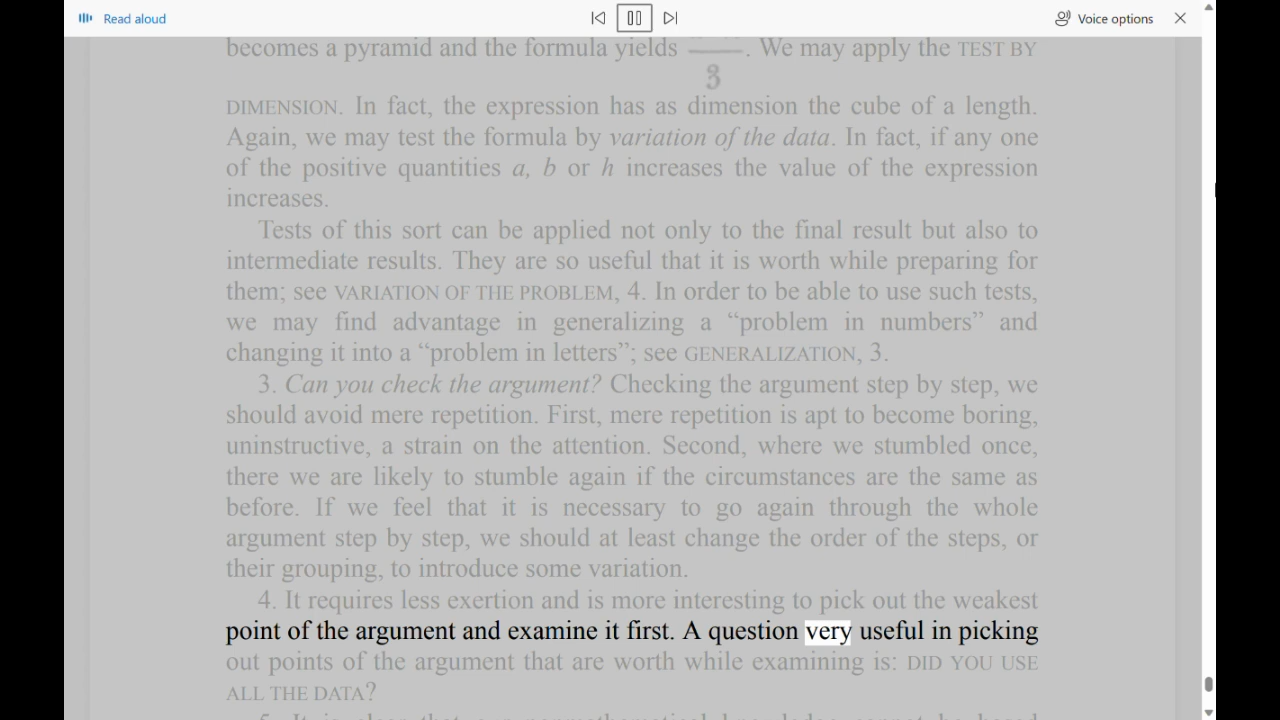 Read aloud
Voice options
becomes a pyramid and the formula yields 3. We may apply the TEST BY
DIMENSION. In fact, the expression has as dimension the cube of a length.
Again, we may test the formula by variation of the data. In fact, if any one
of the positive quantities a, b or h increases the value of the expression
increases.
Tests of this sort can be applied not only to the final result but also to
intermediate results. They are so useful that it is worth while preparing for
them; see VARIATION OF THE PROBLEM, 4. In order to be able to use such tests,
we may find advantage in generalizing a “problem in numbers” and
changing it into a “problem in letters”; see GENERALIZATION, 3.
3. Can you check the argument? Checking the argument step by step, we
should avoid mere repetition. First, mere repetition is apt to become boring,
uninstructive, a strain on the attention. Second, where we stumbled once,
there we are likely to stumble again if the circumstances are the same as
before. If we feel that it is necessary to go again through the whole
argument step by step, we should at least change the order of the steps, or
their grouping, to introduce some variation.
4. It requires less exertion and is more interesting to pick out the weakest
point of the argument and examine it first. A question very useful in picking
out points of the argument that are worth while examining is: DID YOU USE
ALL THE DATA?